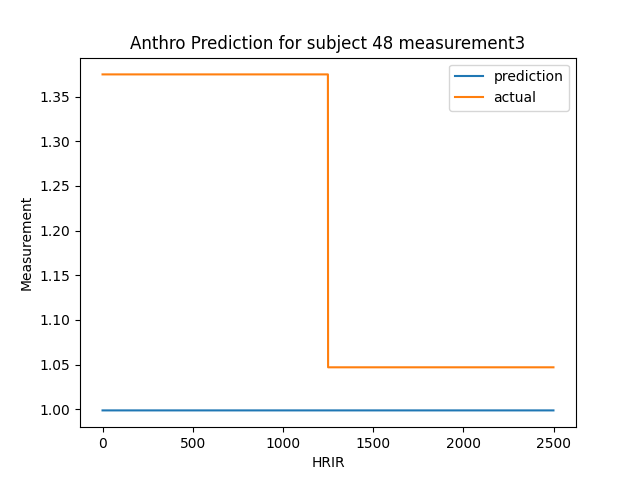 Anthro Prediction for subject 48 measurement3
prediction
actual
1.35
1.30
1.25
1.20
1.15
1.10
1.05
1.00
Measurement
0 500 1000 1500 2000 2500
HRIR